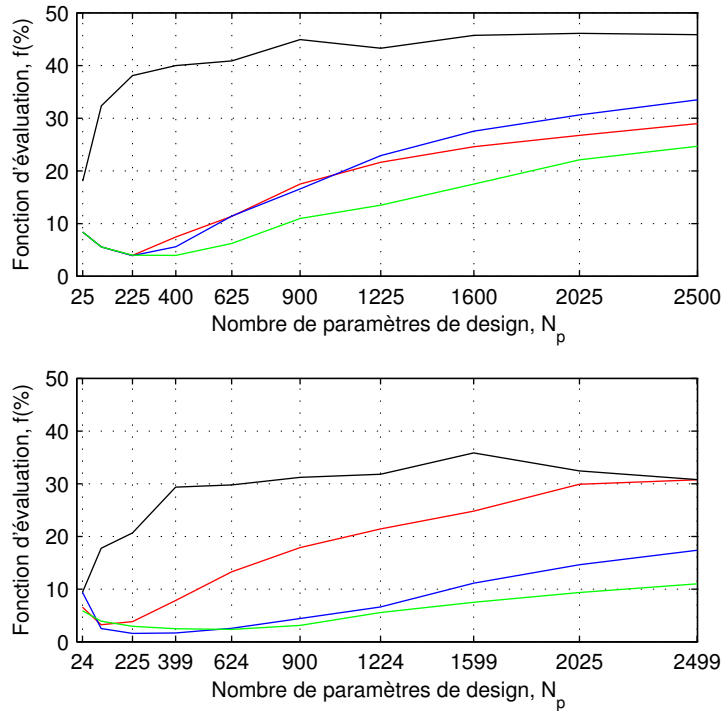 50
40
30
20
10
0
Fonction d'évaluation, f(%)
25 225 400 625 900 1225 1600 2025 2500
Nombre de paramètres de design, N_p
50
40
30
20
10
0
Fonction d'évaluation, f(%)
24 225 399 624 900 1224 1599 2025 2499
Nombre de paramètres de design, N_p